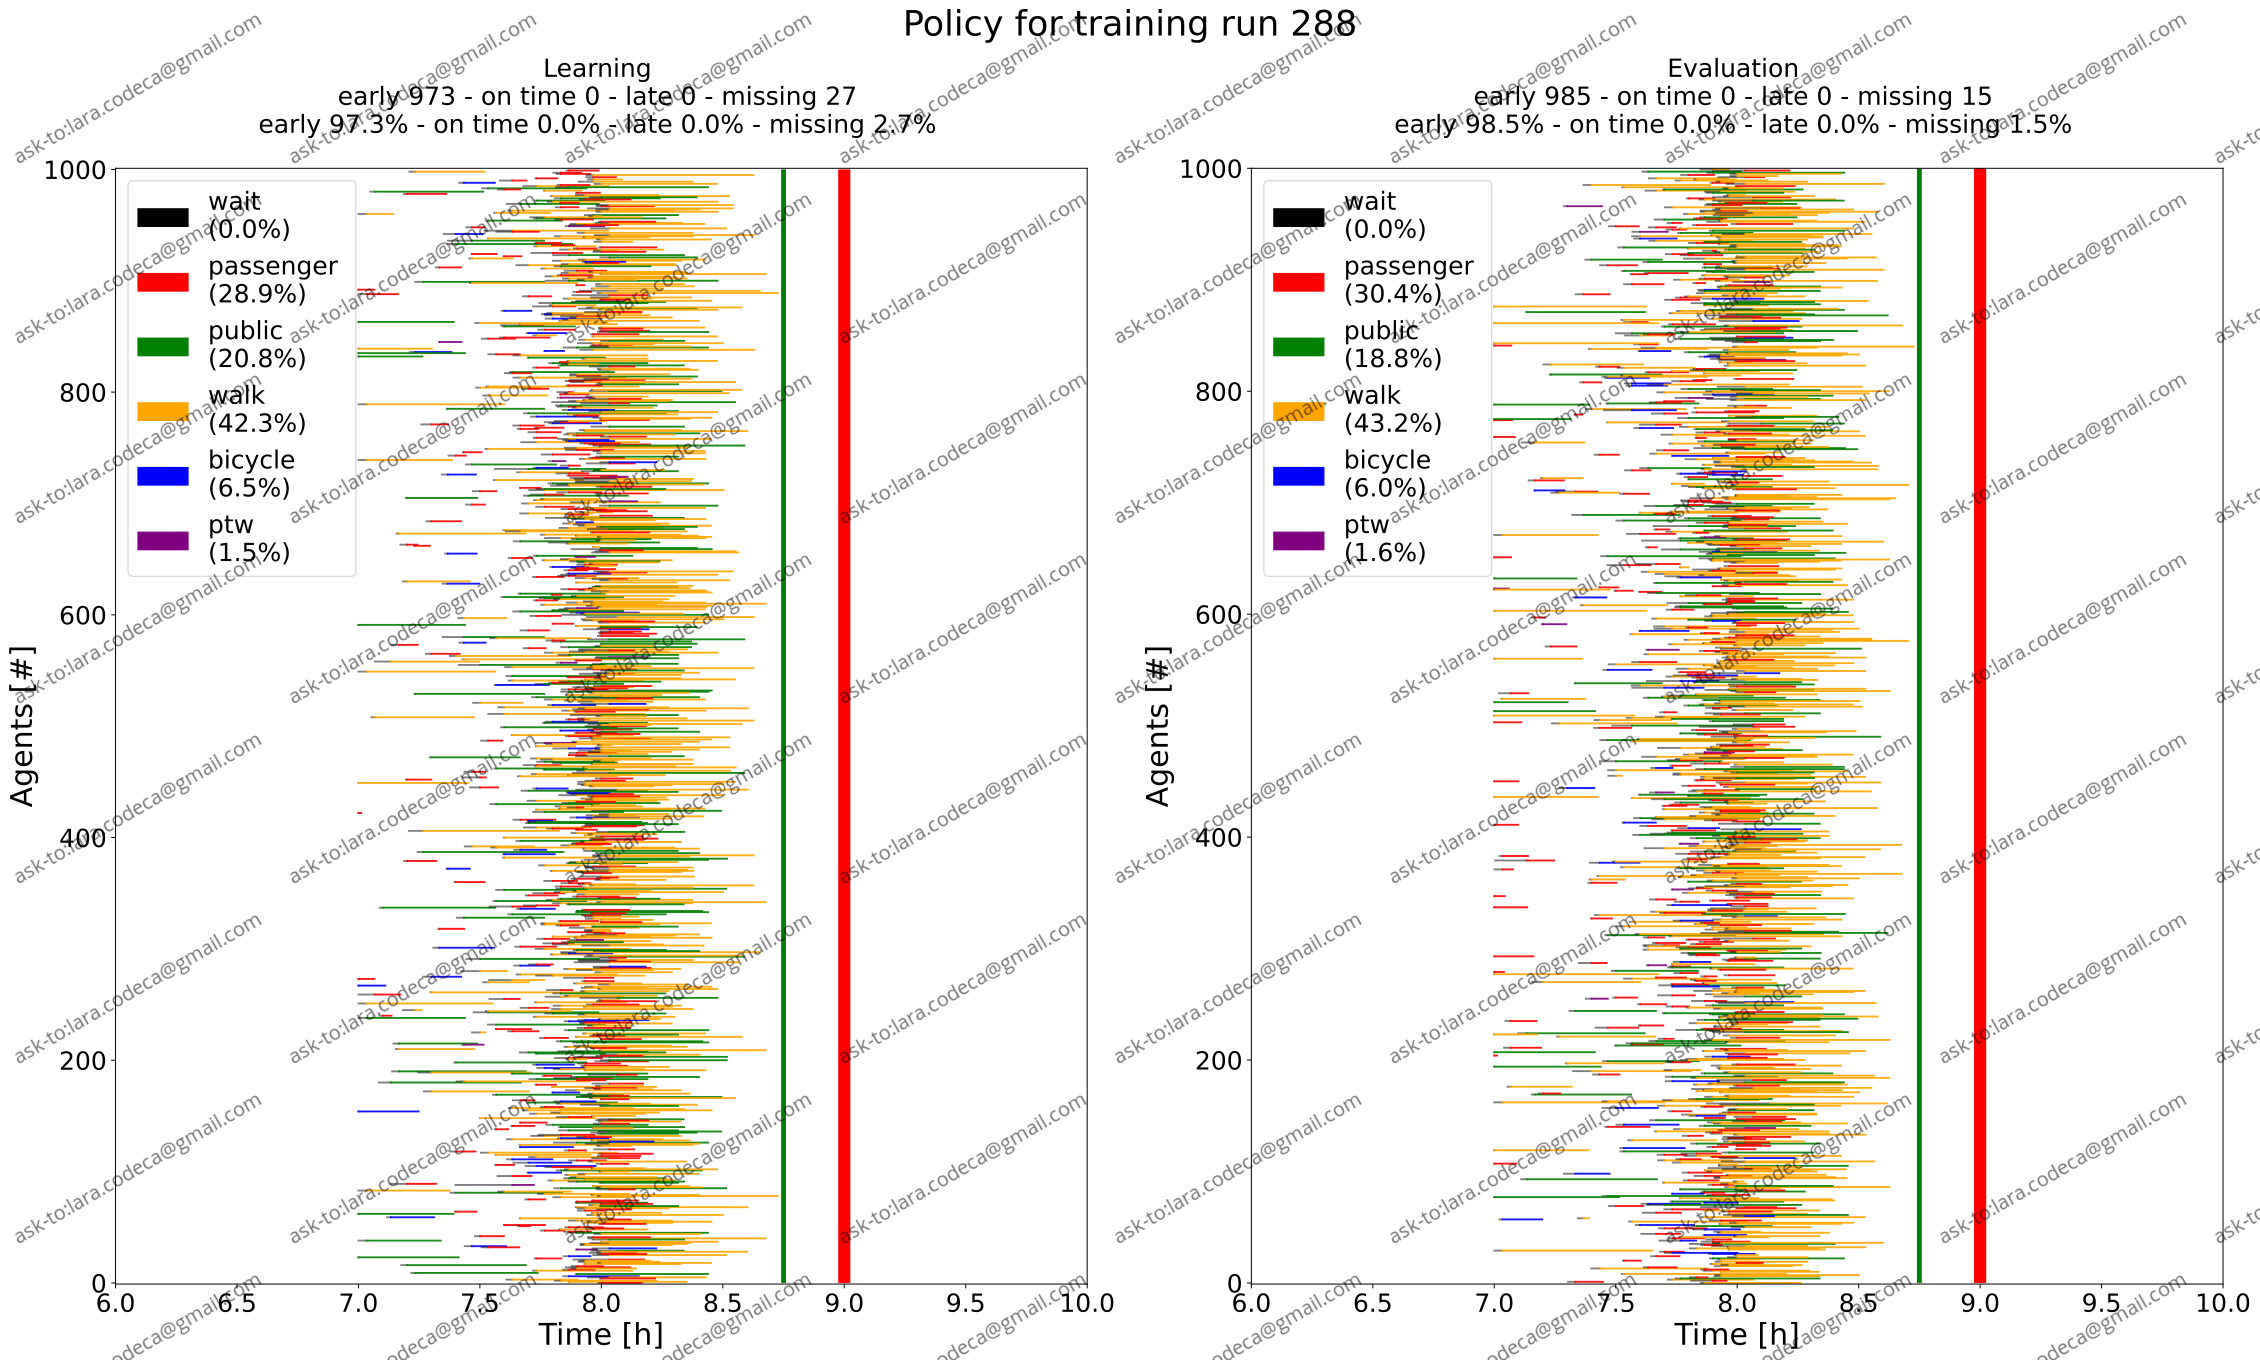 Policy for training run 288
Learning
early 973 - on time 0 - late 0 - missing 27
early 97.3% - on time 0.0% - late 0.0% - missing 2.7%
Agents [#]
1000
800
600
400
200
0
wait
(0.0%)
passenger
(28.9%)
public
(20.8%)
walk
(42.3%)
bicycle
(6.5%)
ptw
(1.5%)
6.0 6.5 7.0 7.5 8.0 8.5 9.0 9.5 10.0
Time [h]
Evaluation
early 985 - on time 0 - late 0 - missing 15
early 98.5% - on time 0.0% - late 0.0% - missing 1.5%
Agents [#]
1000
800
600
400
200
0
wait
(0.0%)
passenger
(30.4%)
public
(18.8%)
walk
(43.2%)
bicycle
(6.0%)
ptw
(1.6%)
6.0 6.5 7.0 7.5 8.0 8.5 9.0 9.5 10.0
Time [h]
ask-to:lara.codeca@gmail.com